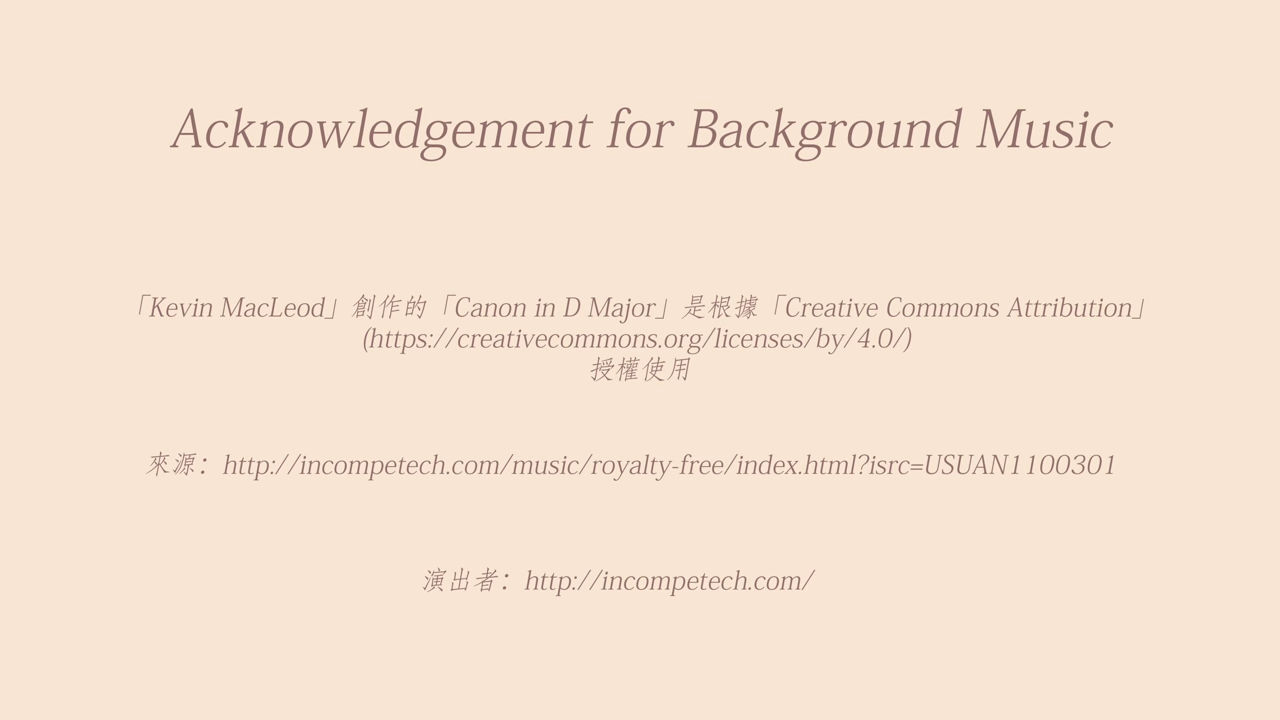 Acknowledgement for Background Music
「Kevin MacLeod」創作的「Canon in D Major」是根據「Creative Commons Attribution」
(https://creativecommons.org/licenses/by/4.0/)
授權使用
來源：http://incompetech.com/music/royalty-free/index.html?isrc=USUAN1100301
演出者：http://incompetech.com/